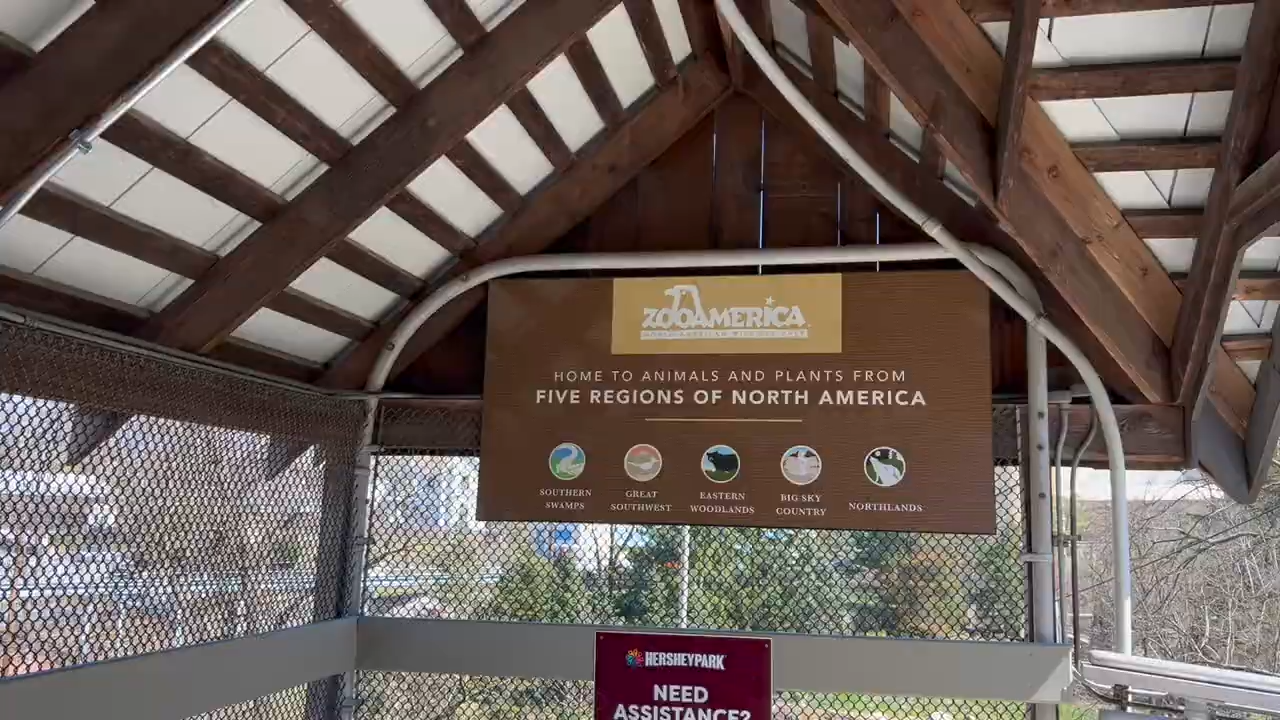 ZOOAMERICA
NORTH AMERICAN WILDLIFE PARK
HOME TO ANIMALS AND PLANTS FROM
FIVE REGIONS OF NORTH AMERICA
SOUTHERN
SWAMPS
GREAT
SOUTHWEST
EASTERN
WOODLANDS
BIG SKY
COUNTRY
NORTHLANDS
HERSHEYPARK
NEED
ASSISTANCE?